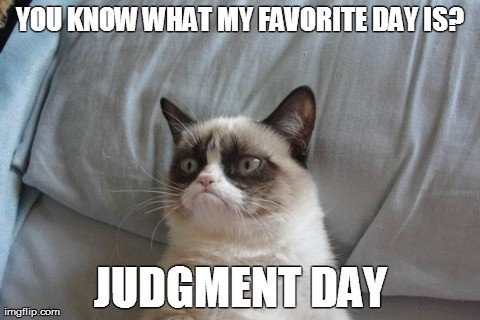 YOU KNOW WHAT MY FAVORITE DAY IS?
JUDGMENT DAY
imgflip.com